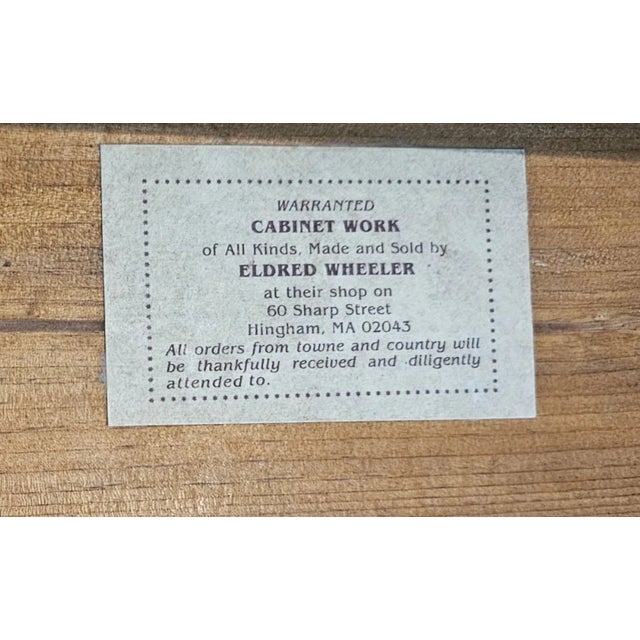 WARRANTED
CABINET WORK
of All Kinds, Made and Sold by
ELDRED WHEELER
at their shop on
60 Sharp Street
Hingham, MA 02043
All orders from towne and country will
be thankfully received and diligently
attended to.